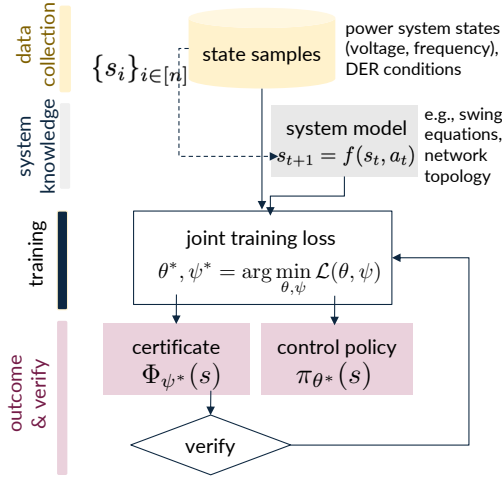 data
collection
{s_i}_{i∈[n]}
state samples
power system states
(voltage, frequency),
DER conditions
system
knowledge
system model
s_{t+1} = f(s_t, a_t)
e.g., swing
equations,
network
topology
training
joint training loss
θ*, ψ* = arg min_{θ,ψ} L(θ, ψ)
outcome
& verify
certificate
Φ_{ψ*}(s)
control policy
π_{θ*}(s)
verify